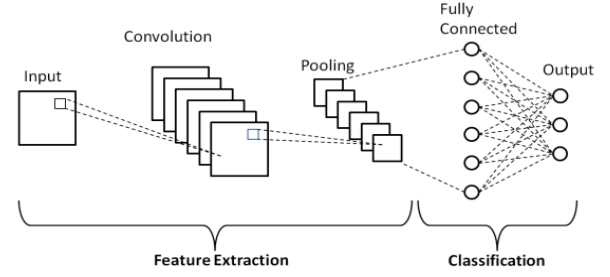 Input
Convolution
Pooling
Fully
Connected
Output
Feature Extraction
Classification